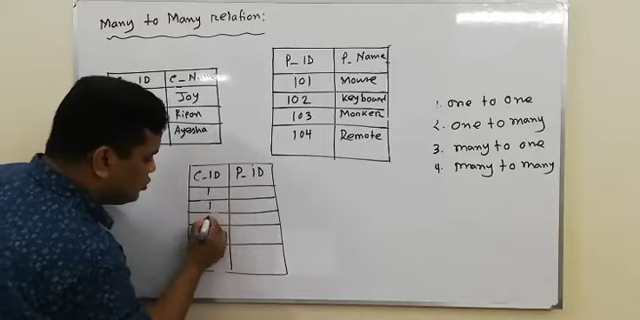 Many to Many relation:
ID C_Name
Joy
Ripon
Ayesha
P_ID P_Name
101 Mouse
102 Keyboard
103 Monitor
104 Remote
1. one to one
2. one to many
3. many to one
4. many to many
C_ID P_ID
1
1